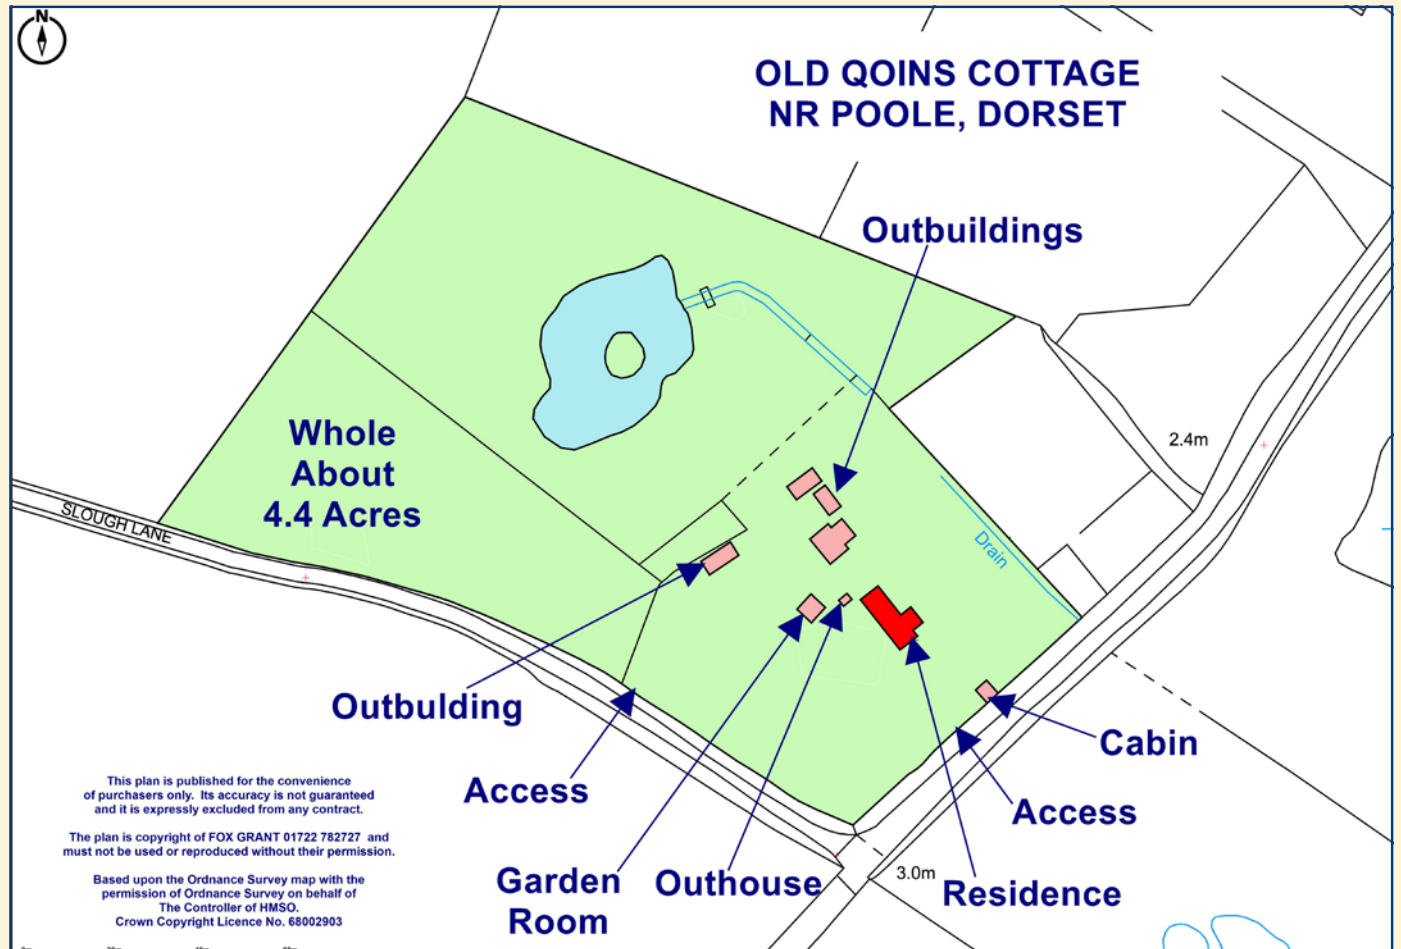 N
OLD QOINS COTTAGE
NR POOLE, DORSET
Outbuildings
2.4m
Whole
About
4.4 Acres
SLOUGH LANE
Drain
Outbulding
Cabin
Access
Access
Garden
Room
Outhouse
3.0m
Residence
This plan is published for the convenience
of purchasers only. Its accuracy is not guaranteed
and it is expressly excluded from any contract.
The plan is copyright of FOX GRANT 01722 782727 and
must not be used or reproduced without their permission.
Based upon the Ordnance Survey map with the
permission of Ordnance Survey on behalf of
The Controller of HMSO.
Crown Copyright Licence No. 68002903